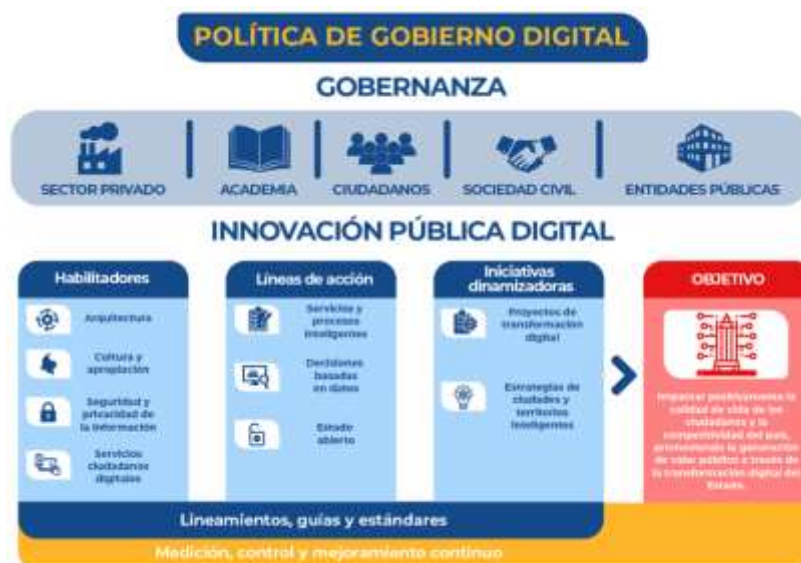 POLÍTICA DE GOBIERNO DIGITAL
GOBERNANZA
SECTOR PRIVADO
ACADEMIA
CIUDADANOS
SOCIEDAD CIVIL
ENTIDADES PÚBLICAS
INNOVACIÓN PÚBLICA DIGITAL
Habilitadores
Arquitectura
Cultura y
apropiación
Seguridad y
privacidad de
la información
Servicios
ciudadanos
digitales
Líneas de acción
Servicios y
procesos
inteligentes
Decisiones
basadas
en datos
Estado
abierto
Iniciativas
dinamizadoras
Proyectos de
transformación
digital
Estrategias de
ciudades y
territorios
inteligentes
OBJETIVO
Impactar positivamente la
calidad de vida de los
ciudadanos y la
competitividad del país,
promoviendo la generación
de valor público a través de
la transformación digital del
Estado.
Lineamientos, guías y estándares
Medición, control y mejoramiento continuo